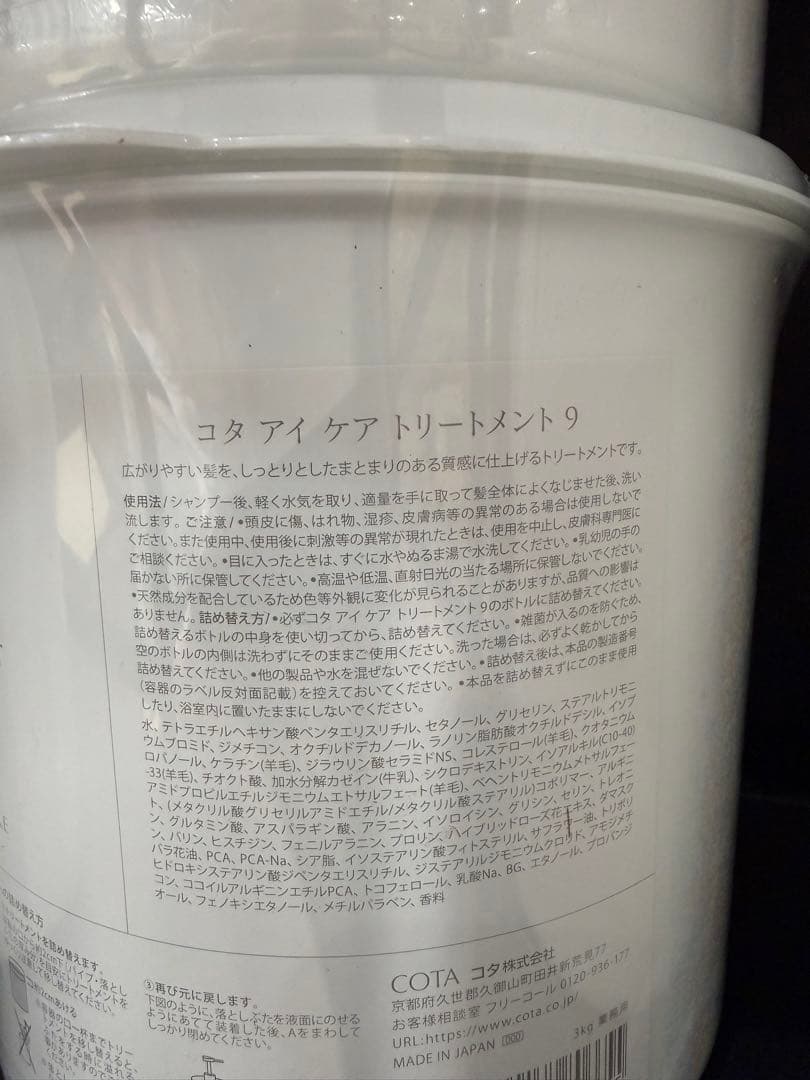 コタ アイ ケア トリートメント 9
広がりやすい髪を、しっとりとしたまとまりのある質感に仕上げるトリートメントです。
使用法/シャンプー後、軽く水気を取り、適量を手に取って髪全体によくなじませた後、洗い
流します。ご注意/•頭皮に傷、はれ物、湿疹、皮膚病等の異常のある場合は使用しないで
ください。また使用中、使用後に刺激等の異常が現れたときは、使用を中止し、皮膚科専門医に
ご相談ください。•目に入ったときは、すぐに水やぬるま湯で水洗してください。•乳幼児の手の
届かない所に保管してください。•高温や低温、直射日光の当たる場所に保管しないでください。
•天然成分を配合しているため色等外観に変化が見られることがありますが、品質への影響は
ありません。詰め替え方/•必ずコタ アイ ケア トリートメント 9のボトルに詰め替えてください。
詰め替えるボトルの中身を使い切ってから、詰め替えてください。•雑菌が入るのを防ぐため、
空のボトルの内側は洗わずにそのままご使用ください。洗った場合は、必ずよく乾かしてから
詰め替えてください。•他の製品や水を混ぜないでください。•詰め替え後は、本品の製造番号
(容器のラベル反対面記載)を控えておいてください。•本品を詰め替えずにこのまま使用
したり、浴室内に置いたままにしないでください。
水、テトラエチルヘキサン酸ペンタエリスリチル、セタノール、グリセリン、ステアルトリモニ
ウムブロミド、ジメチコン、オクチルドデカノール、ラノリン脂肪酸オクチルドデシル、イソプ
ロパノール、ケラチン(羊毛)、ジラウリン酸セラミドNS、コレステロール(羊毛)、クオタニウム
-33(羊毛)、チオクト酸、加水分解カゼイン(牛乳)、シクロデキストリン、イソアルキル(C10-40)
アミドプロピルエチルジモニウムエトサルフェート(羊毛)、ベヘントリモニウムメトサルフェー
ト、(メタクリル酸グリセリルアミドエチル/メタクリル酸ステアリル)コポリマー、アルギニ
ン、グルタミン酸、アスパラギン酸、アラニン、イソロイシン、グリシン、セリン、トレオニ
ン、バリン、ヒスチジン、フェニルアラニン、プロリン、ハイブリッドローズ花エキス、ダマスク
バラ花油、PCA、PCA-Na、シア脂、イソステアリン酸フィトステリル、サフラワー油、トリポリ
ヒドロキシステアリン酸ジペンタエリスリチル、ジステアリルジモニウムクロリド、アモジメチ
コン、ココイルアルギニンエチルPCA、トコフェロール、乳酸Na、BG、エタノール、プロパンジ
オール、フェノキシエタノール、メチルパラベン、香料
の詰め替え方
トリートメントを詰め替えます。
約2cmあける
③再び元に戻します。
下図のように、落としぶたを液面にのせる
ようにあてて装着した後、Aをまわして
しっかり閉めてください。
COTA コタ株式会社
京都府久世郡久御山町田井新荒見77
お客様相談室 フリーコール 0120-936-177
URL:https://www.cota.co.jp/
MADE IN JAPAN
3kg 業務用